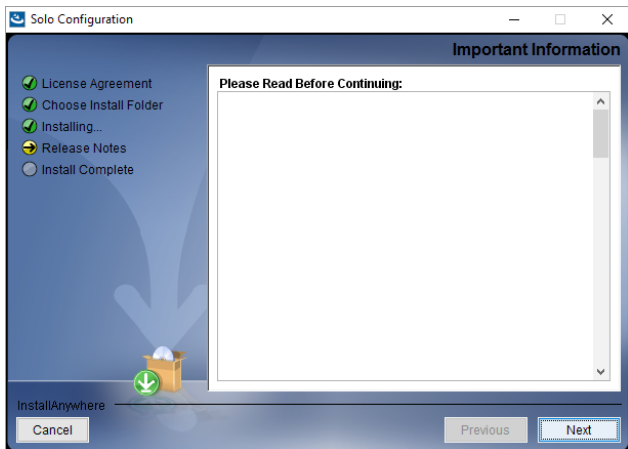 Solo Configuration
Important Information
License Agreement
Choose Install Folder
Installing...
Release Notes
Install Complete
Please Read Before Continuing:
InstallAnywhere
Cancel
Previous
Next